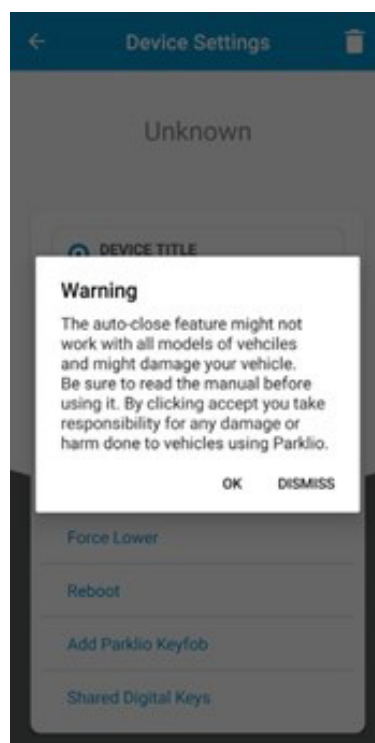 Device Settings
Unknown
DEVICE TITLE
Warning
The auto-close feature might not
work with all models of vehciles
and might damage your vehicle.
Be sure to read the manual before
using it. By clicking accept you take
responsibility for any damage or
harm done to vehicles using Parklio.
OK DISMISS
Force Lower
Reboot
Add Parklio Keyfob
Shared Digital Keys